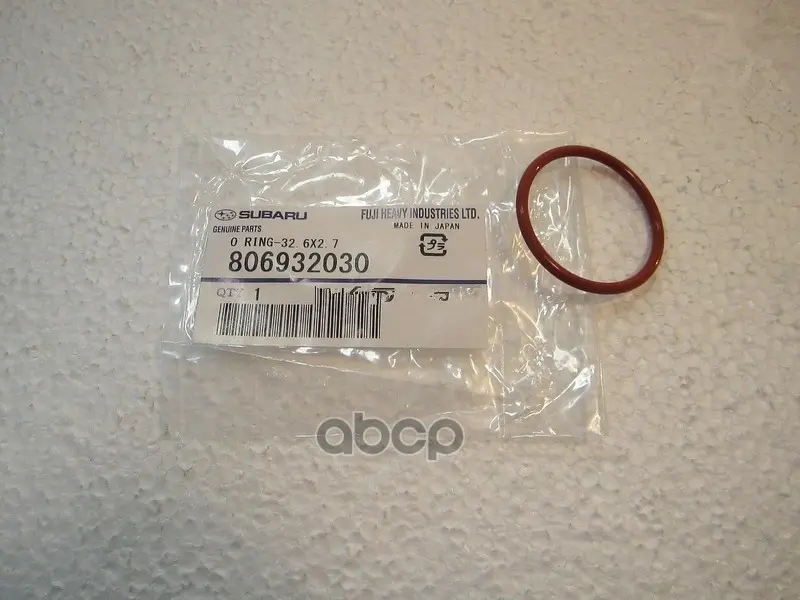 SUBARU
FUJI HEAVY INDUSTRIES LTD.
GENUINE PARTS
MADE IN JAPAN
O RING-32.6X2.7
806932030
QTY 1
abcp